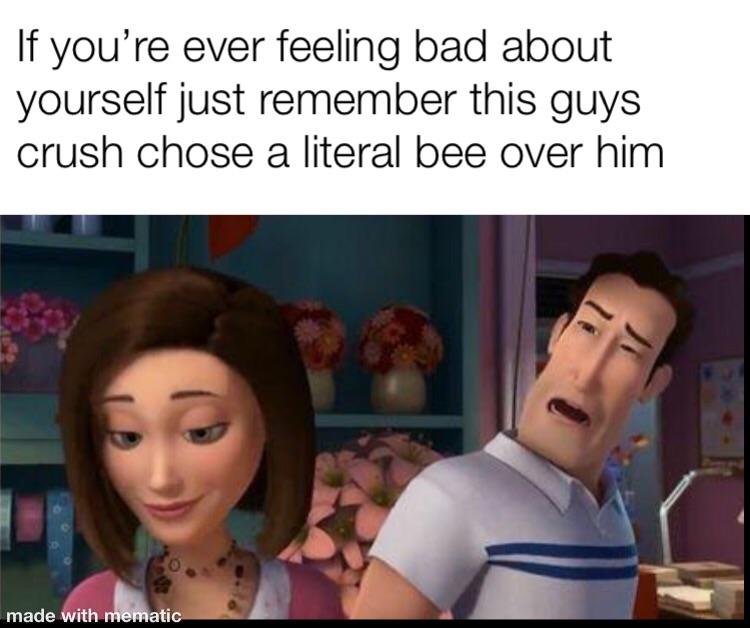 If you’re ever feeling bad about
yourself just remember this guys
crush chose a literal bee over him
made with mematic